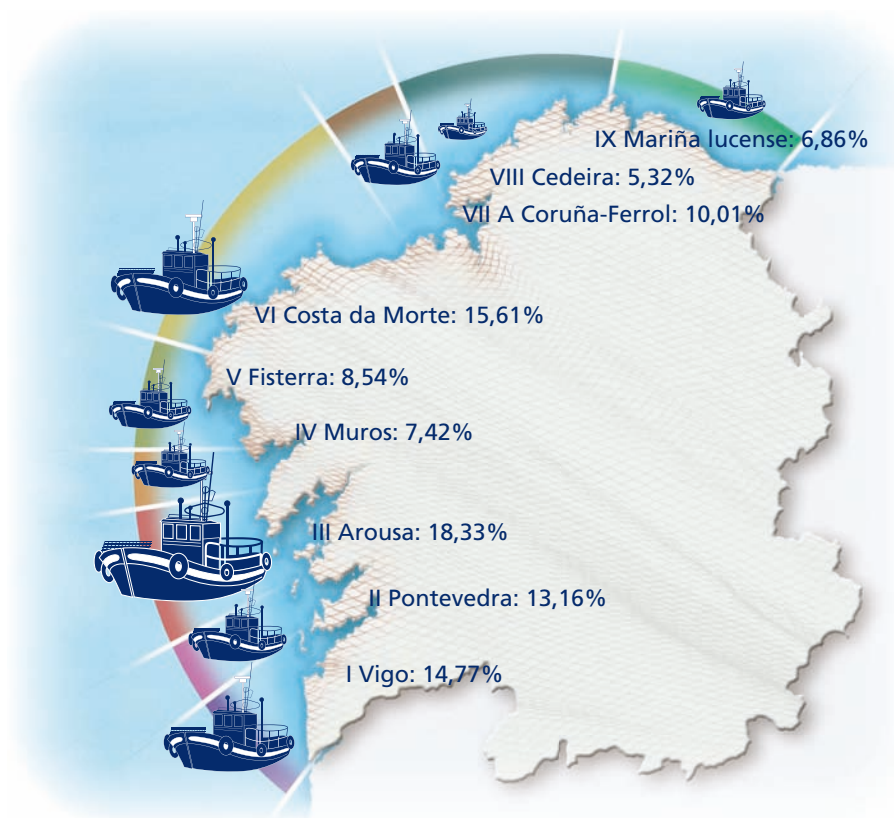 IX Mariña lucense: 6,86%
VIII Cedeira: 5,32%
VII A Coruña-Ferrol: 10,01%
VI Costa da Morte: 15,61%
V Fisterra: 8,54%
IV Muros: 7,42%
III Arousa: 18,33%
II Pontevedra: 13,16%
I Vigo: 14,77%